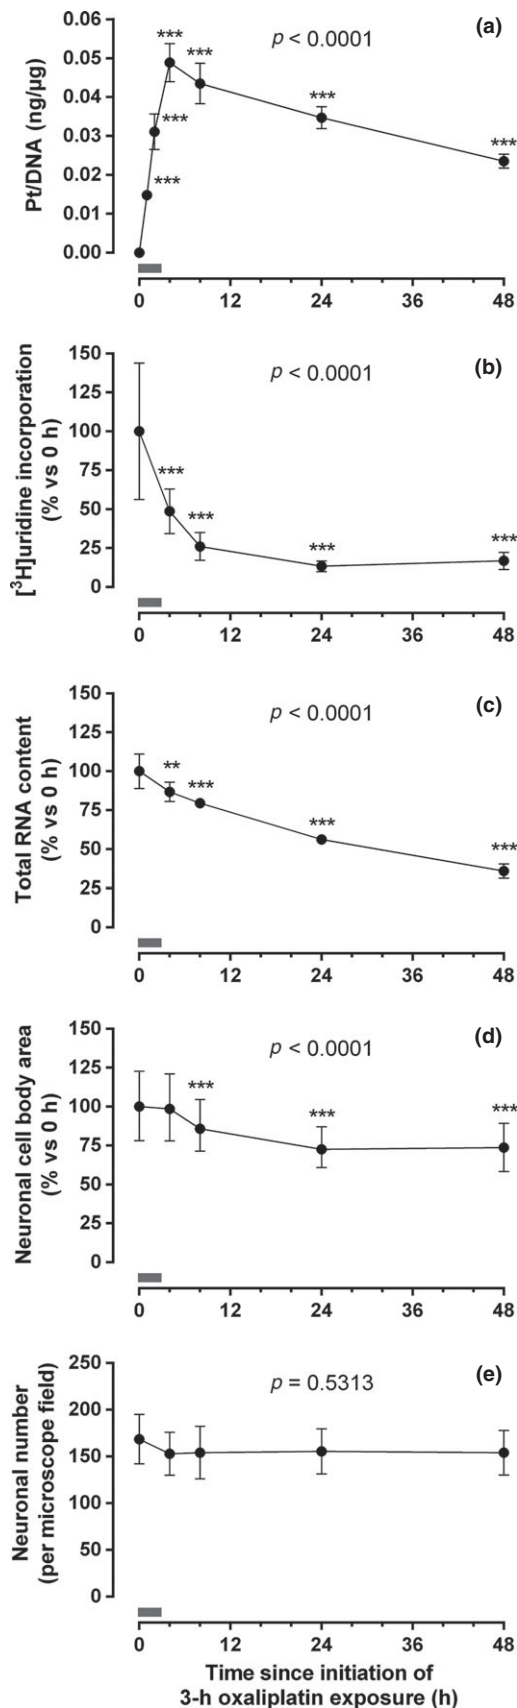 (a)
p < 0.0001
Pt/DNA (ng/µg)
0.06
0.05
0.04
0.03
0.02
0.01
0.00
***
***
***
***
***
***
0 12 24 36 48
(b)
p < 0.0001
[³H]uridine incorporation
(% vs 0 h)
150
125
100
75
50
25
0
***
***
***
***
0 12 24 36 48
(c)
p < 0.0001
Total RNA content
(% vs 0 h)
150
125
100
75
50
25
0
**
***
***
***
0 12 24 36 48
(d)
p < 0.0001
Neuronal cell body area
(% vs 0 h)
150
125
100
75
50
25
0
***
***
***
0 12 24 36 48
(e)
p = 0.5313
Neuronal number
(per microscope field)
250
200
150
100
50
0
0 12 24 36 48
Time since initiation of
3-h oxaliplatin exposure (h)